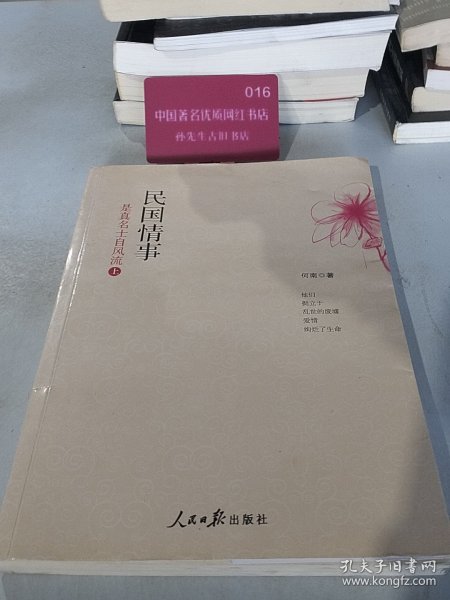 016
中国著名优质网红书店
孙先生古旧书店
民国情事
是真名士自风流 上
何南◎著
他们
挺立于
乱世的废墟
爱情
绚烂了生命
人民日报出版社
孔夫子旧书网
www.kongfz.com